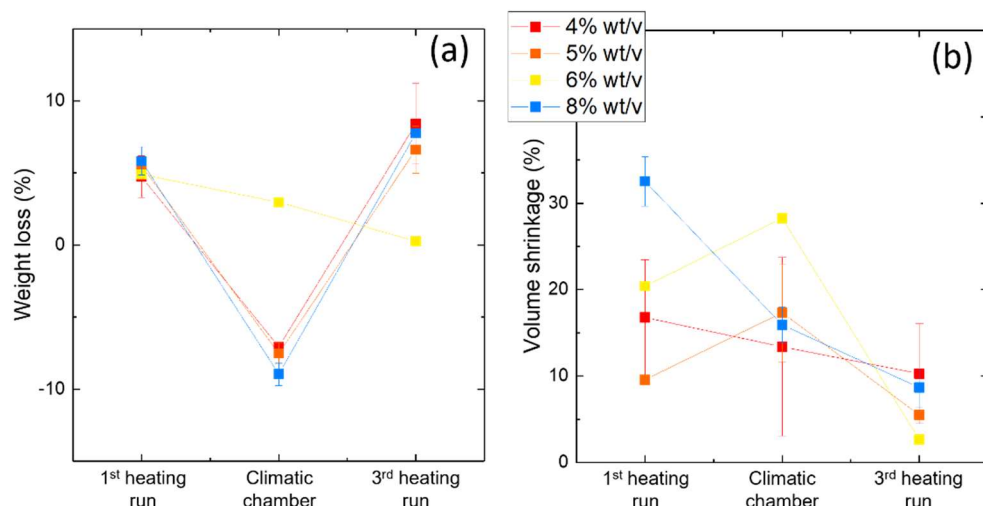 (a)
10
0
-10
Weight loss (%)
1st heating
run
Climatic
chamber
3rd heating
run
4% wt/v
5% wt/v
6% wt/v
8% wt/v
(b)
30
20
10
0
Volume shrinkage (%)
1st heating
run
Climatic
chamber
3rd heating
run